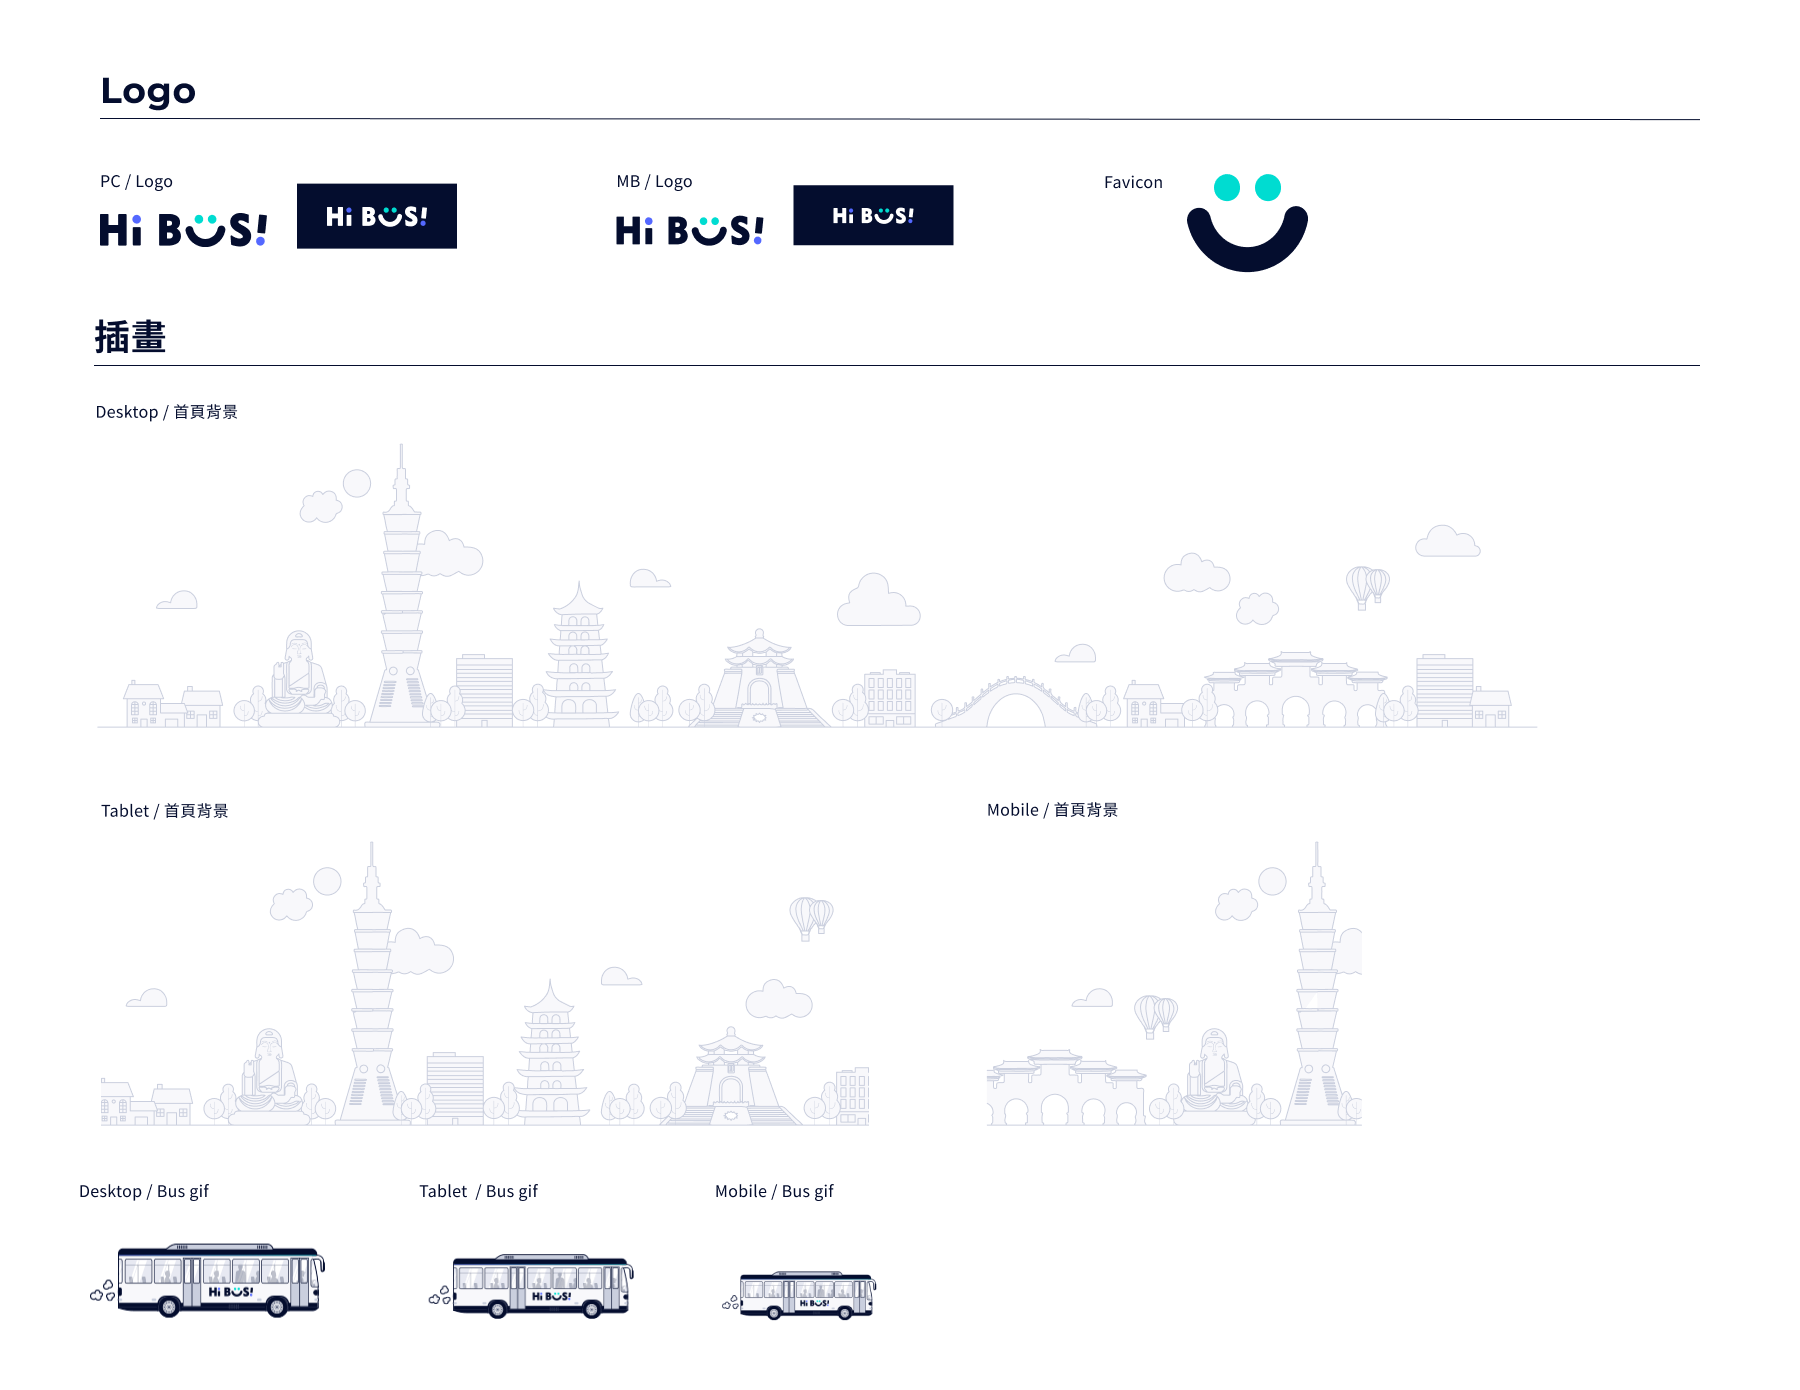 Logo
PC / Logo
Hi BUS!
Hi BUS!
MB / Logo
Hi BUS!
Hi BUS!
Favicon
插畫
Desktop / 首頁背景
Tablet / 首頁背景
Mobile / 首頁背景
Desktop / Bus gif
Tablet / Bus gif
Mobile / Bus gif
Hi BUS!
Hi BUS!
Hi BUS!